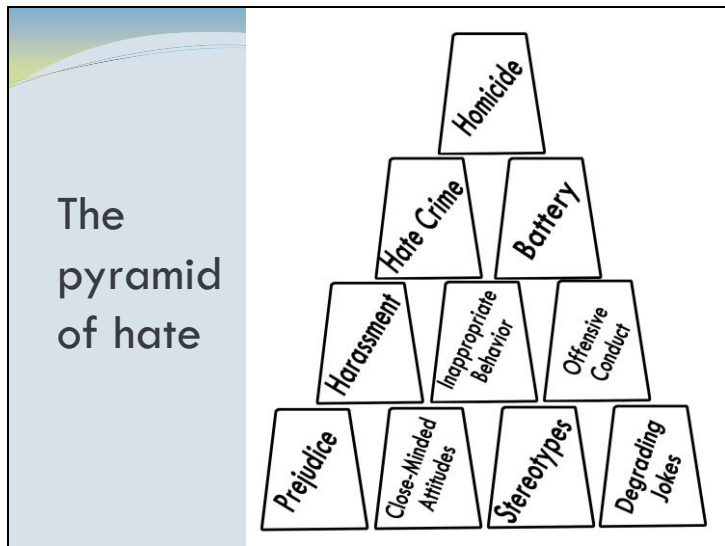 The
pyramid
of hate
Homicide
Hate Crime
Battery
Harassment
Inappropriate
Behavior
Offensive
Conduct
Prejudice
Close-Minded
Attitudes
Stereotypes
Degrading
Jokes